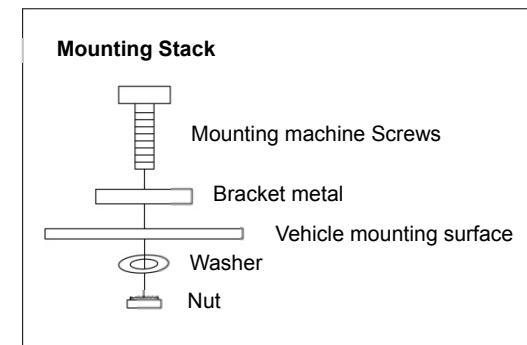 Mounting Stack
Mounting machine Screws
Bracket metal
Vehicle mounting surface
Washer
Nut